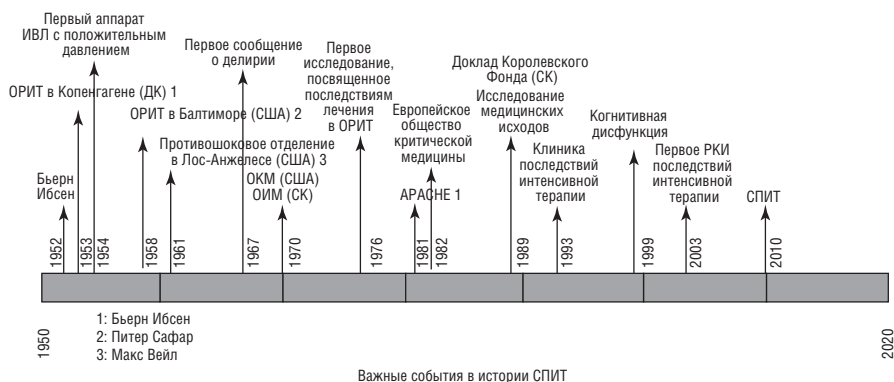 Первый аппарат
ИВЛ с положительным
давлением
ОРИТ в Копенгагене (ДК) 1
Бьерн
Ибсен
ОРИТ в Балтиморе (США) 2
Противошоковое отделение
в Лос-Анжелесе (США) 3
Первое сообщение
о делирии
ОКМ (США)
ОИМ (СК)
Первое
исследование,
посвященное
последствиям
лечения
в ОРИТ
APACHE 1
Европейское
общество
критической
медицины
Доклад Королевского
Фонда (СК)
Исследование
медицинских
исходов
Клиника
последствий
интенсивной
терапии
Когнитивная
дисфункция
Первое РКИ
последствий
интенсивной
терапии
СПИТ
1952
1953
1954
1958
1961
1967
1970
1976
1981
1982
1989
1993
1999
2003
2010
1950
2020
1: Бьерн Ибсен
2: Питер Сафар
3: Макс Вейл
Важные события в истории СПИТ